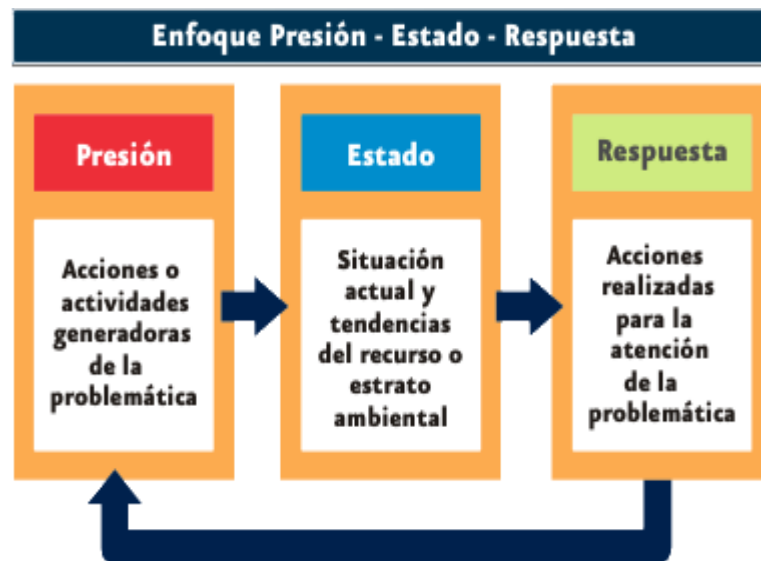 Enfoque Presión - Estado - Respuesta
Presión
Acciones o
actividades
generadoras
de la
problemática
Estado
Situación
actual y
tendencias
del recurso o
estrato
ambiental
Respuesta
Acciones
realizadas
para la
atención
de la
problemática